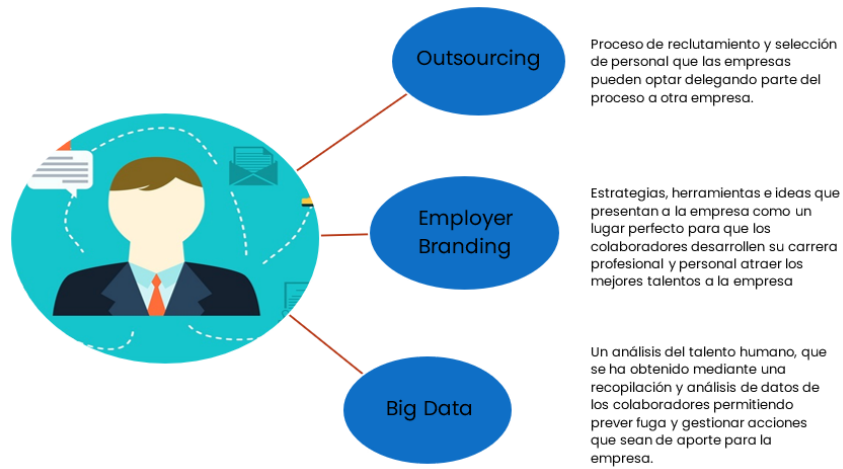 Outsourcing
Proceso de reclutamiento y selección
de personal que las empresas
pueden optar delegando parte del
proceso a otra empresa.
Employer
Branding
Estrategias, herramientas e ideas que
presentan a la empresa como un
lugar perfecto para que los
colaboradores desarrollen su carrera
profesional y personal atraer los
mejores talentos a la empresa
Big Data
Un análisis del talento humano, que
se ha obtenido mediante una
recopilación y análisis de datos de
los colaboradores permitiendo
prever fuga y gestionar acciones
que sean de aporte para la
empresa.